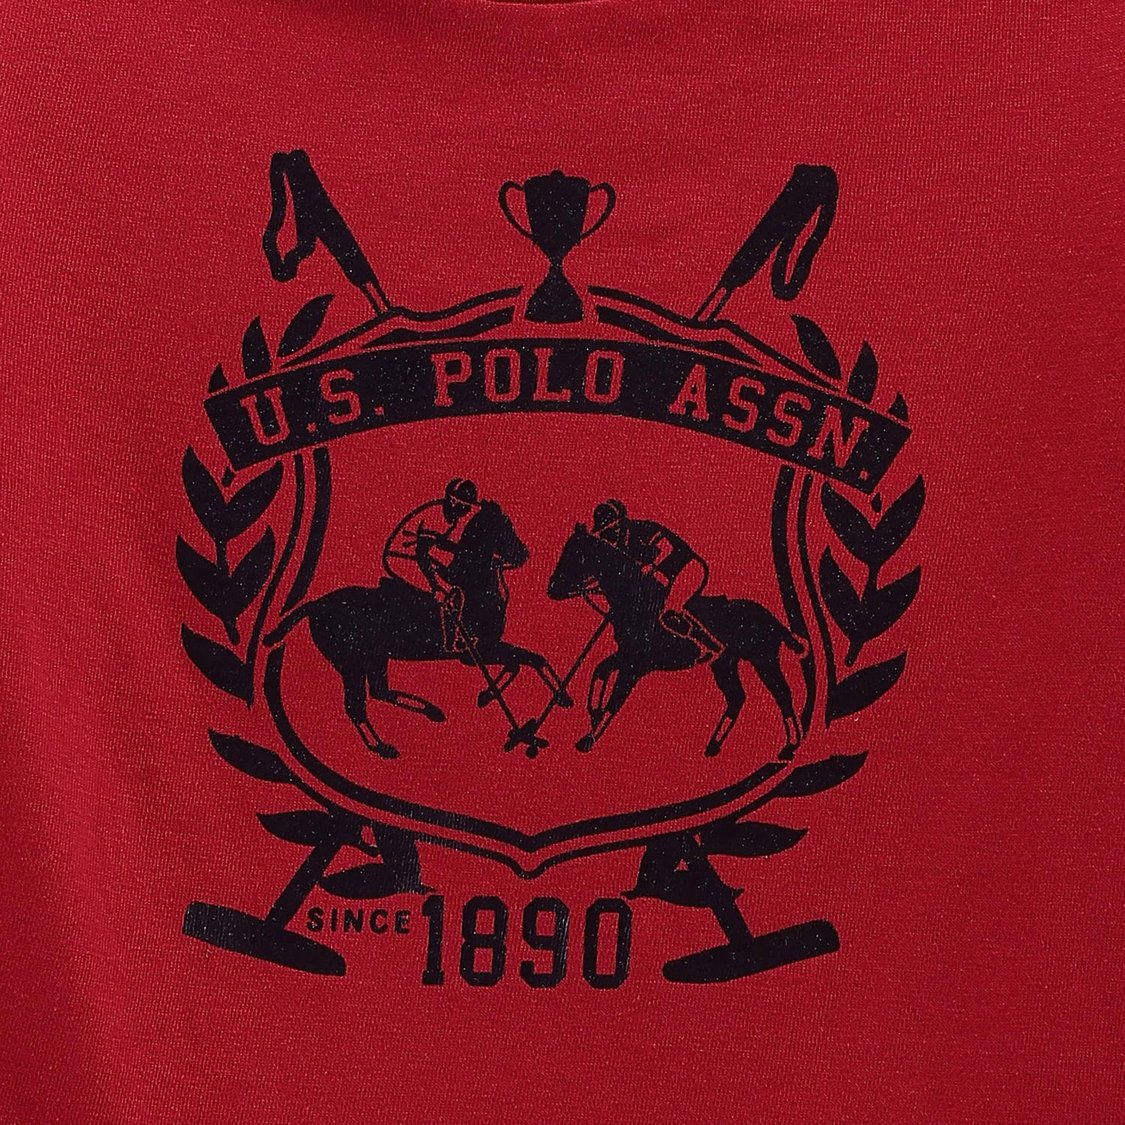 U.S. POLO ASSN.
SINCE 1890